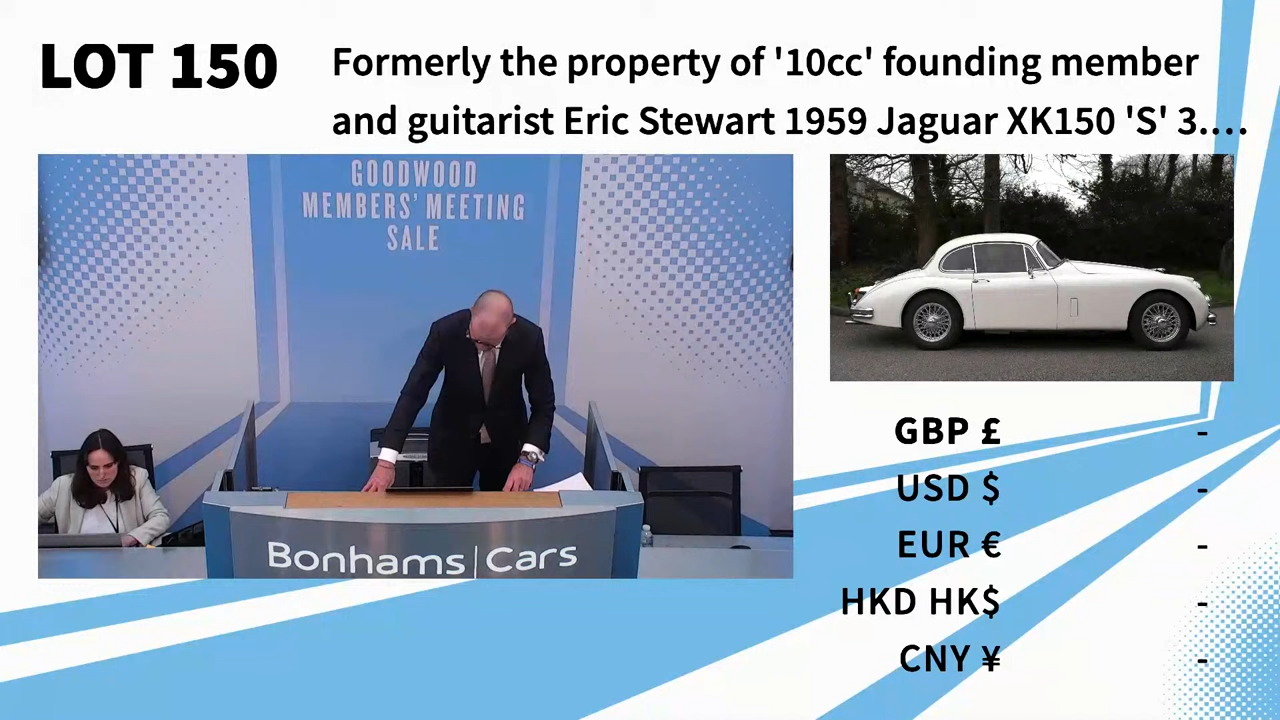 LOT 150
Formerly the property of '10cc' founding member
and guitarist Eric Stewart 1959 Jaguar XK150 'S' 3....
GOODWOOD
MEMBERS' MEETING
SALE
Bonhams|Cars
GBP £ -
USD $ -
EUR € -
HKD HK$ -
CNY ¥ -